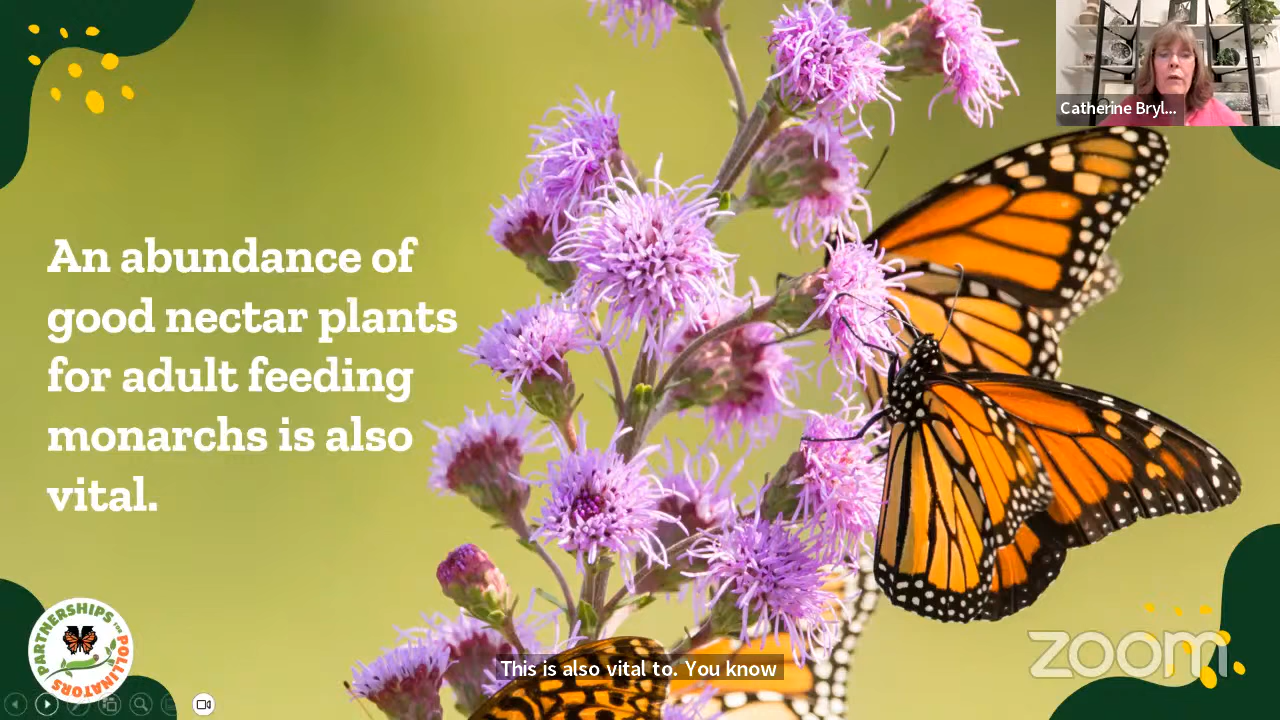 Catherine Bryl...
An abundance of
good nectar plants
for adult feeding
monarchs is also
vital.
PARTNERSHIPS
POLLINATORS
This is also vital to. You know
zoom